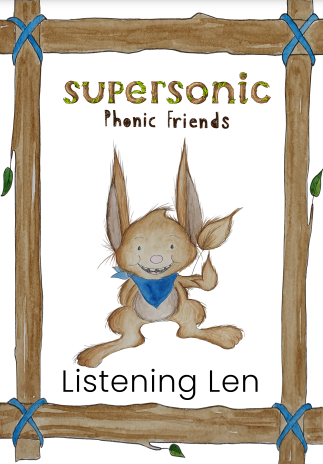 supersonic
Phonic Friends
Listening Len